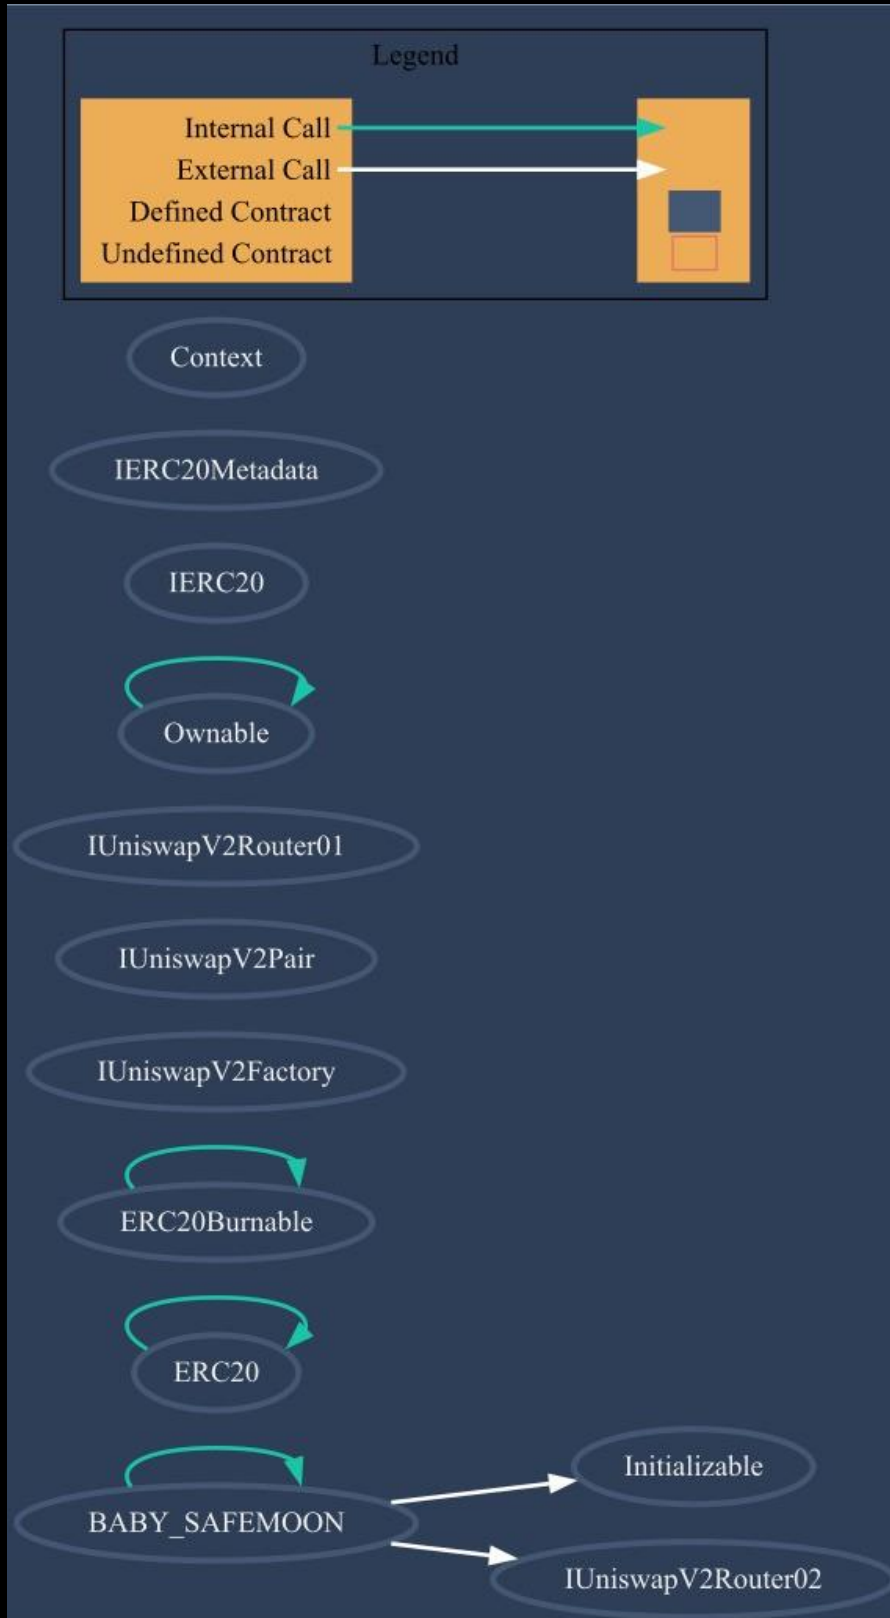 Legend
Internal Call
External Call
Defined Contract
Undefined Contract
Context
IERC20Metadata
IERC20
Ownable
IUniswapV2Router01
IUniswapV2Pair
IUniswapV2Factory
ERC20Burnable
ERC20
Initializable
BABY_SAFEMOON
IUniswapV2Router02